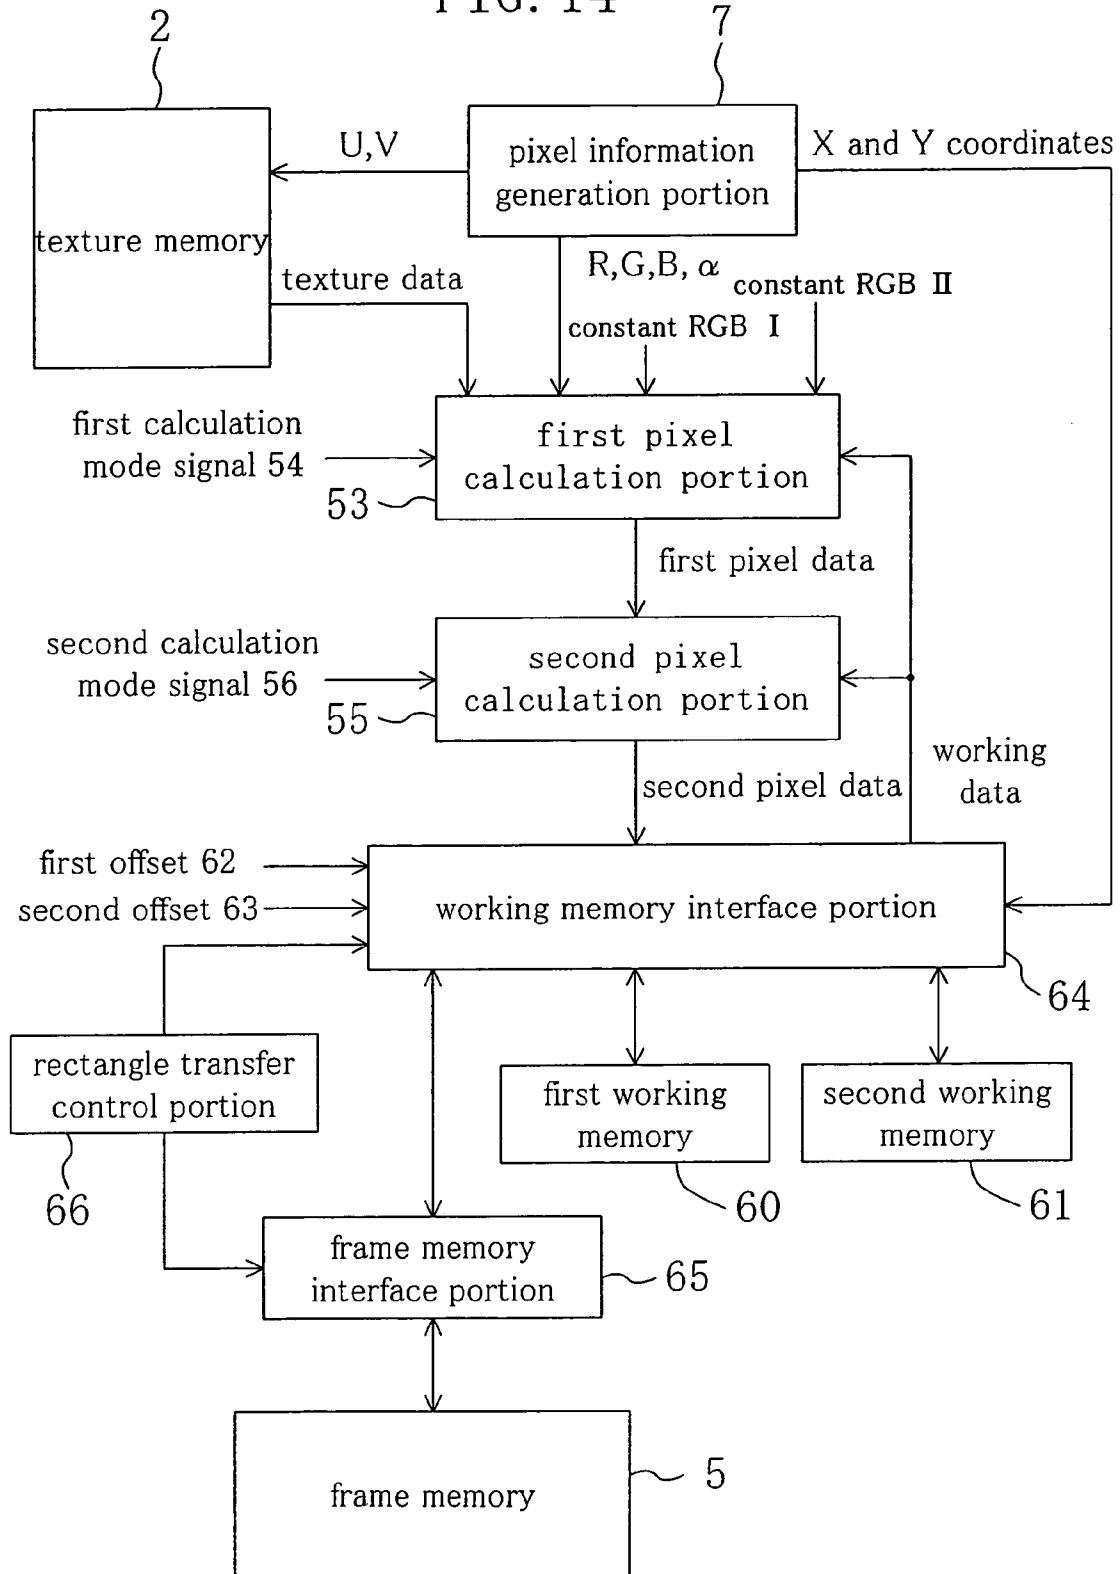 FIG. 14
2
7
pixel information
generation portion
U,V
X and Y coordinates
texture memory
texture data
R,G,B, α
constant RGB II
constant RGB I
first calculation
mode signal 54
first pixel
calculation portion
53
first pixel data
second calculation
mode signal 56
second pixel
calculation portion
55
working
data
second pixel data
first offset 62
second offset 63
working memory interface portion
64
rectangle transfer
control portion
66
first working
memory
60
second working
memory
61
frame memory
interface portion
65
frame memory
5